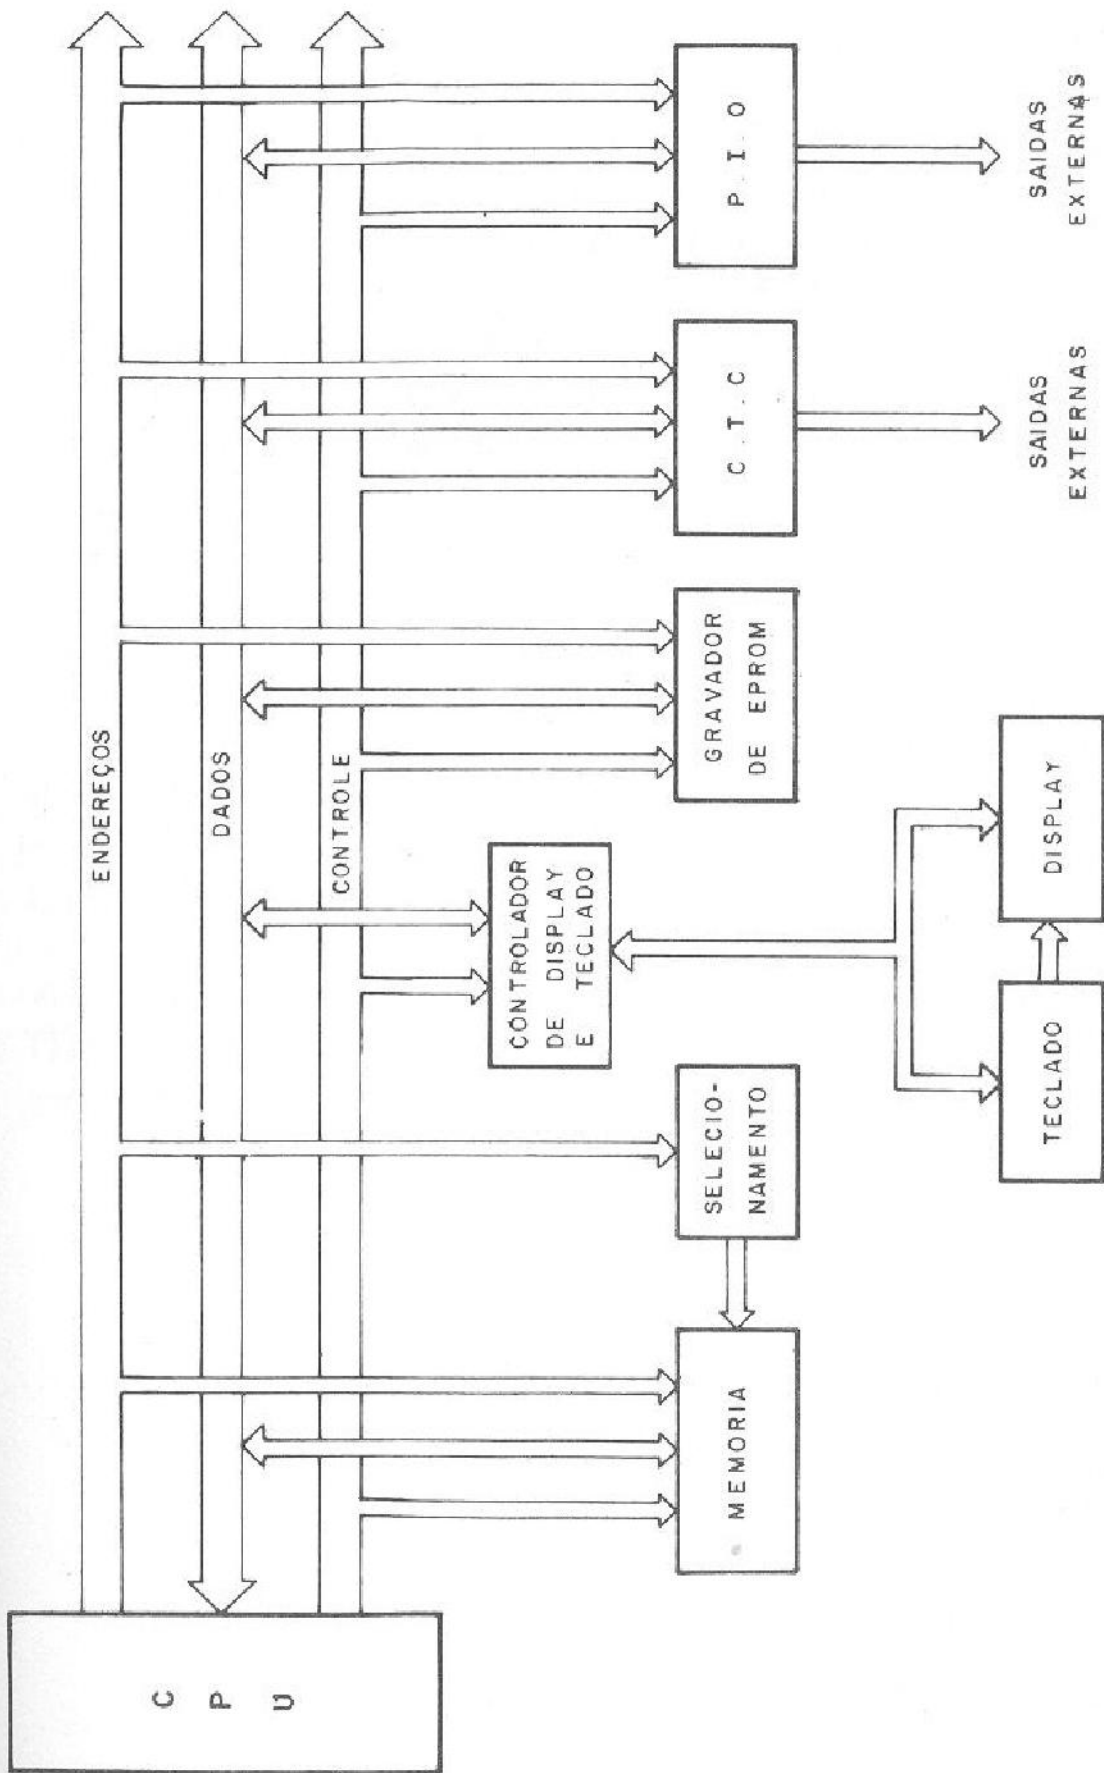 C P U
ENDEREÇOS
DADOS
CONTROLE
MEMORIA
SELECIO-
NAMENTO
CONTROLADOR
DE DISPLAY
E TECLADO
GRAVADOR
DE EPROM
C.T.C
P.I.O
TECLADO
DISPLAY
SAIDAS
EXTERNAS
SAIDAS
EXTERNAS